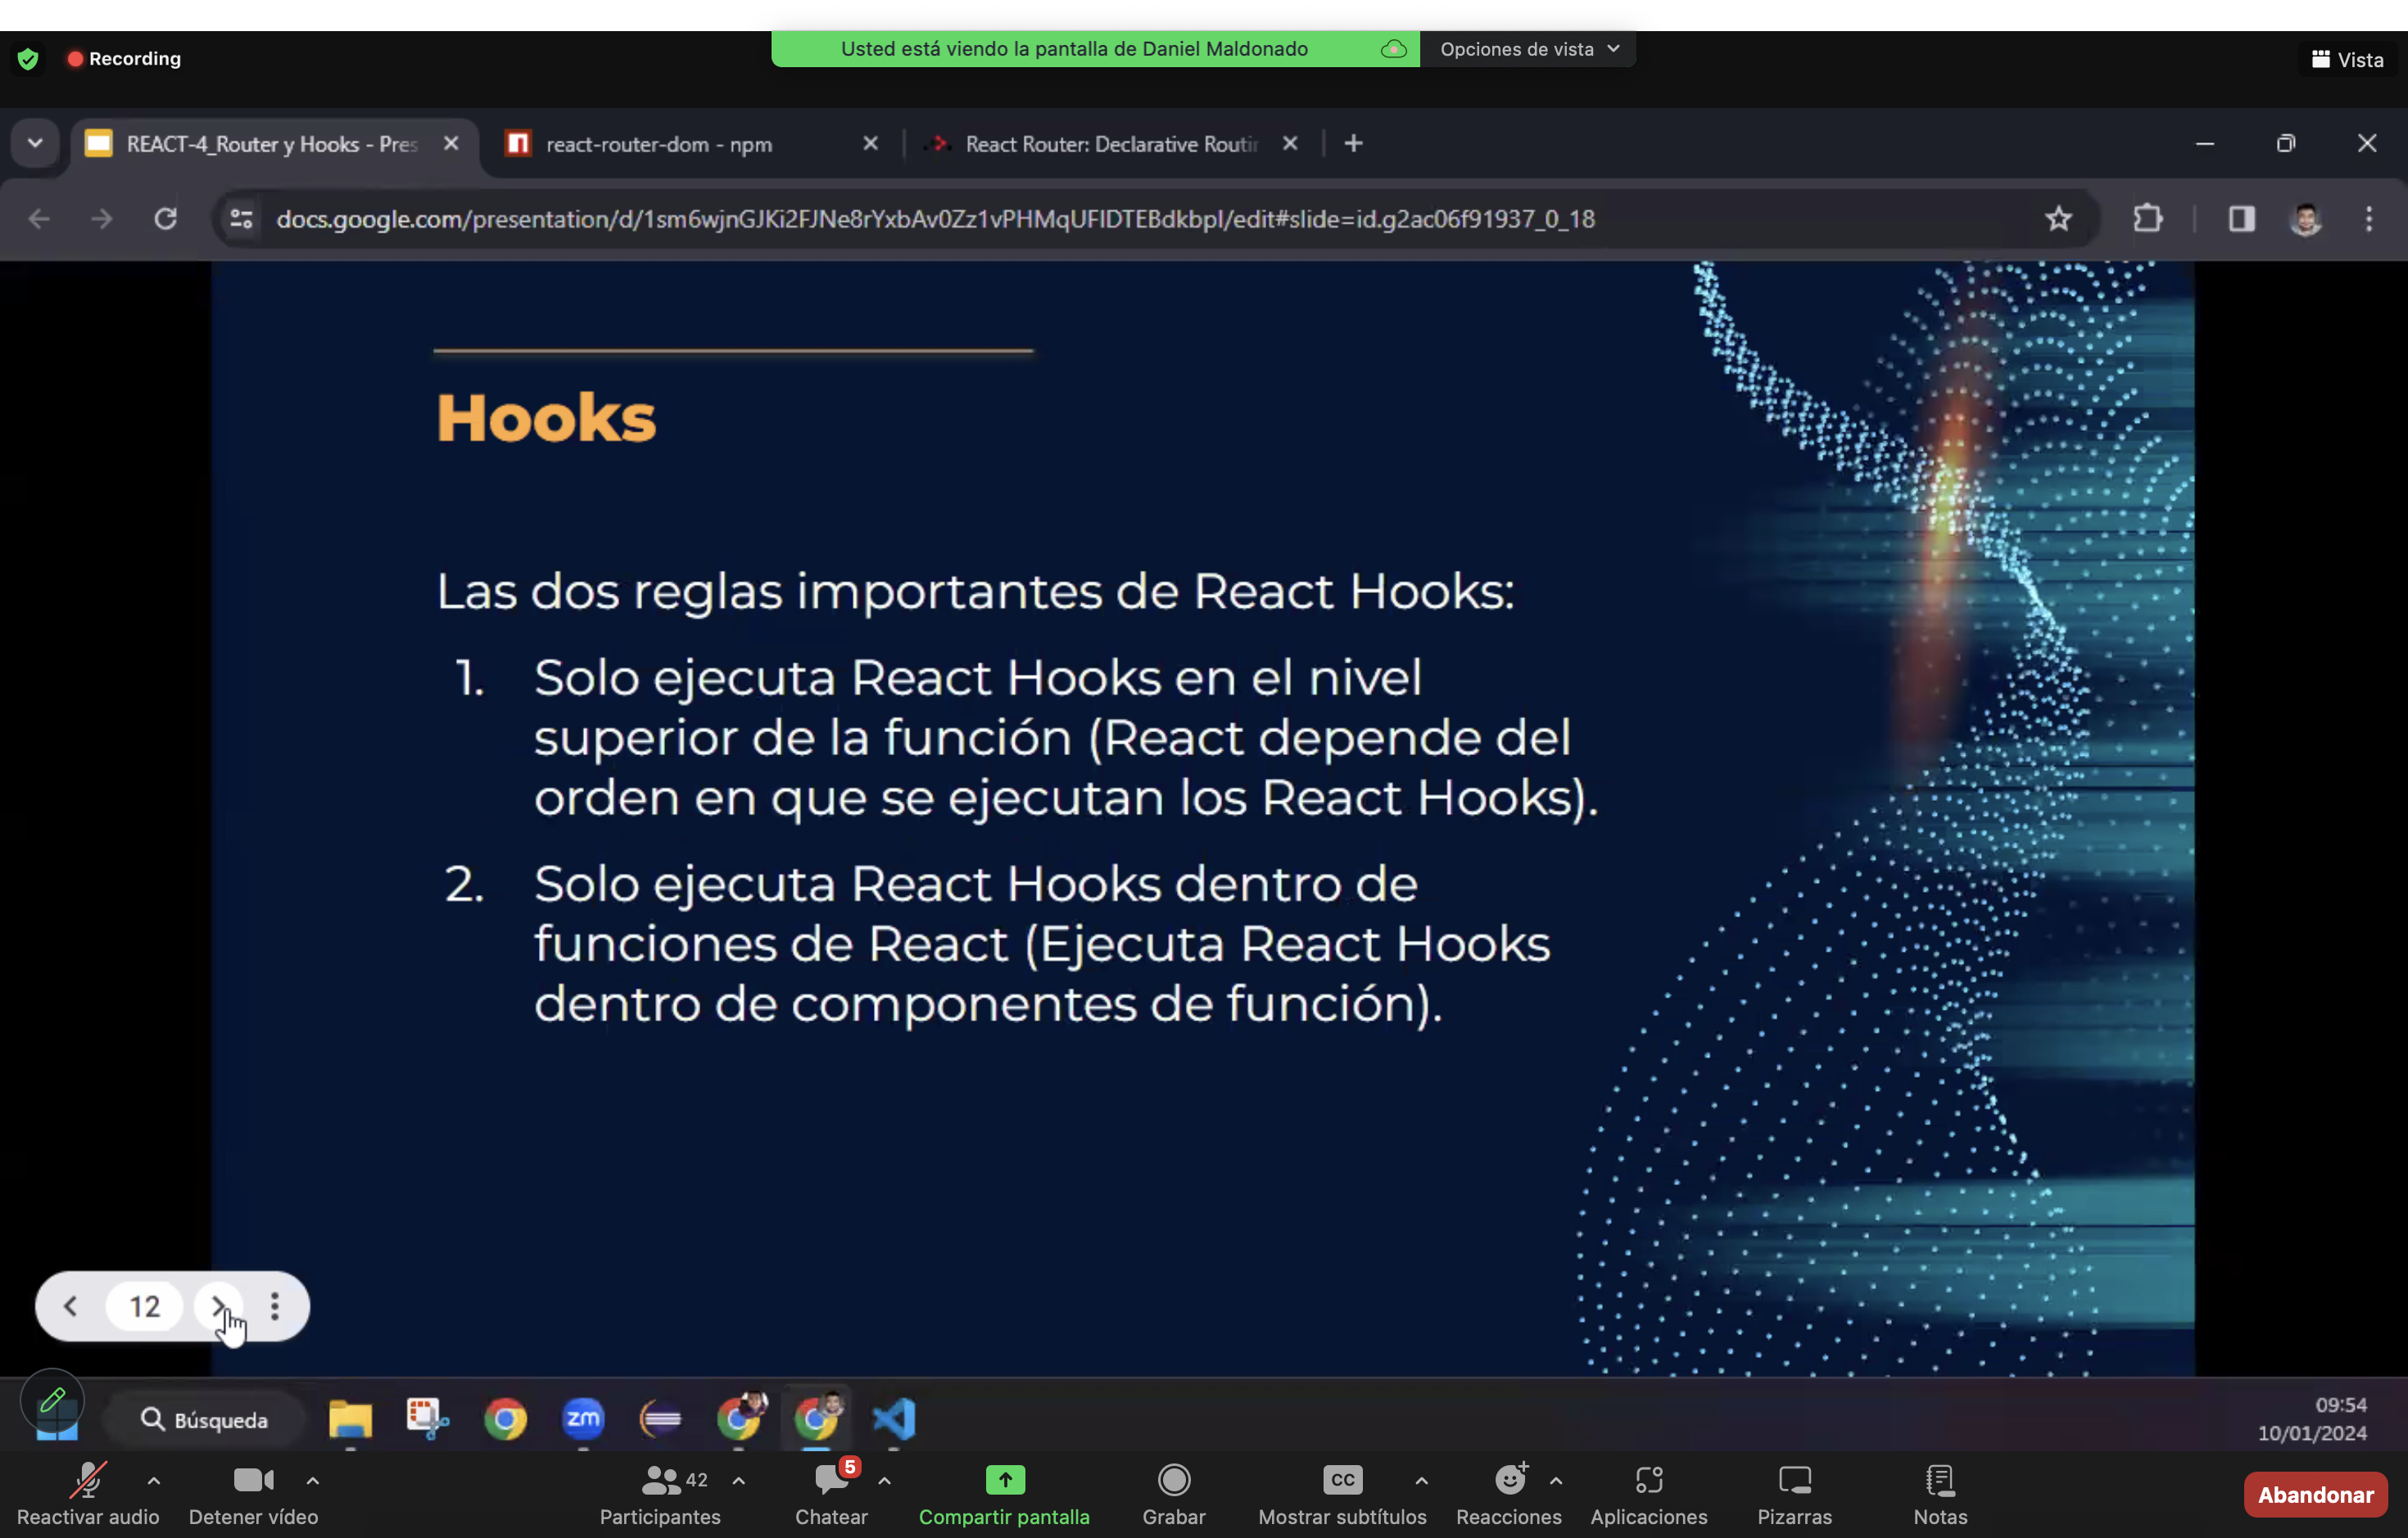 Recording
Usted está viendo la pantalla de Daniel Maldonado
Opciones de vista
Vista
REACT-4_Router y Hooks - Pres
react-router-dom - npm
React Router: Declarative Routin
docs.google.com/presentation/d/1sm6wjnGJKi2FJNe8rYxbAv0Zz1vPHMqUFIDTEBdkbpI/edit#slide=id.g2ac06f91937_0_18
Hooks
Las dos reglas importantes de React Hooks:
1. Solo ejecuta React Hooks en el nivel
superior de la función (React depende del
orden en que se ejecutan los React Hooks).
2. Solo ejecuta React Hooks dentro de
funciones de React (Ejecuta React Hooks
dentro de componentes de función).
12
Búsqueda
zm
09:54
10/01/2024
42
5
CC
Reactivar audio
Detener vídeo
Participantes
Chatear
Compartir pantalla
Grabar
Mostrar subtítulos
Reacciones
Aplicaciones
Pizarras
Notas
Abandonar